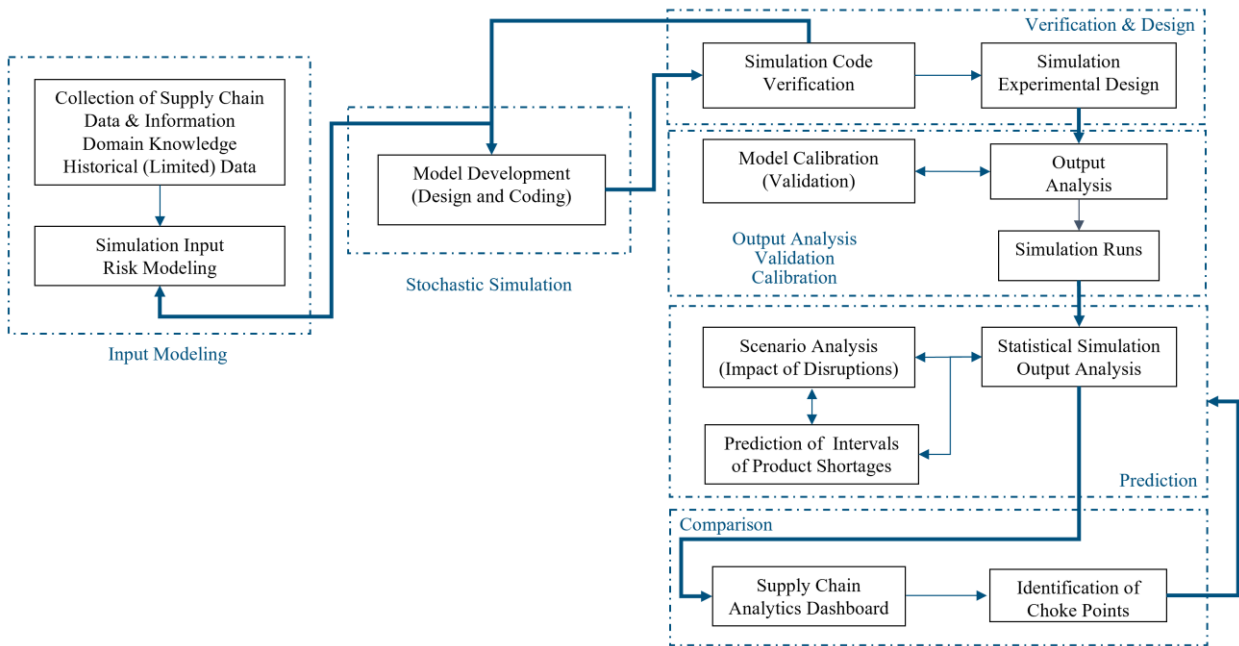 Collection of Supply Chain
Data & Information
Domain Knowledge
Historical (Limited) Data
Simulation Input
Risk Modeling
Input Modeling
Model Development
(Design and Coding)
Stochastic Simulation
Verification & Design
Simulation Code
Verification
Simulation
Experimental Design
Model Calibration
(Validation)
Output
Analysis
Output Analysis
Validation
Calibration
Simulation Runs
Scenario Analysis
(Impact of Disruptions)
Statistical Simulation
Output Analysis
Prediction of Intervals
of Product Shortages
Prediction
Comparison
Supply Chain
Analytics Dashboard
Identification of
Choke Points